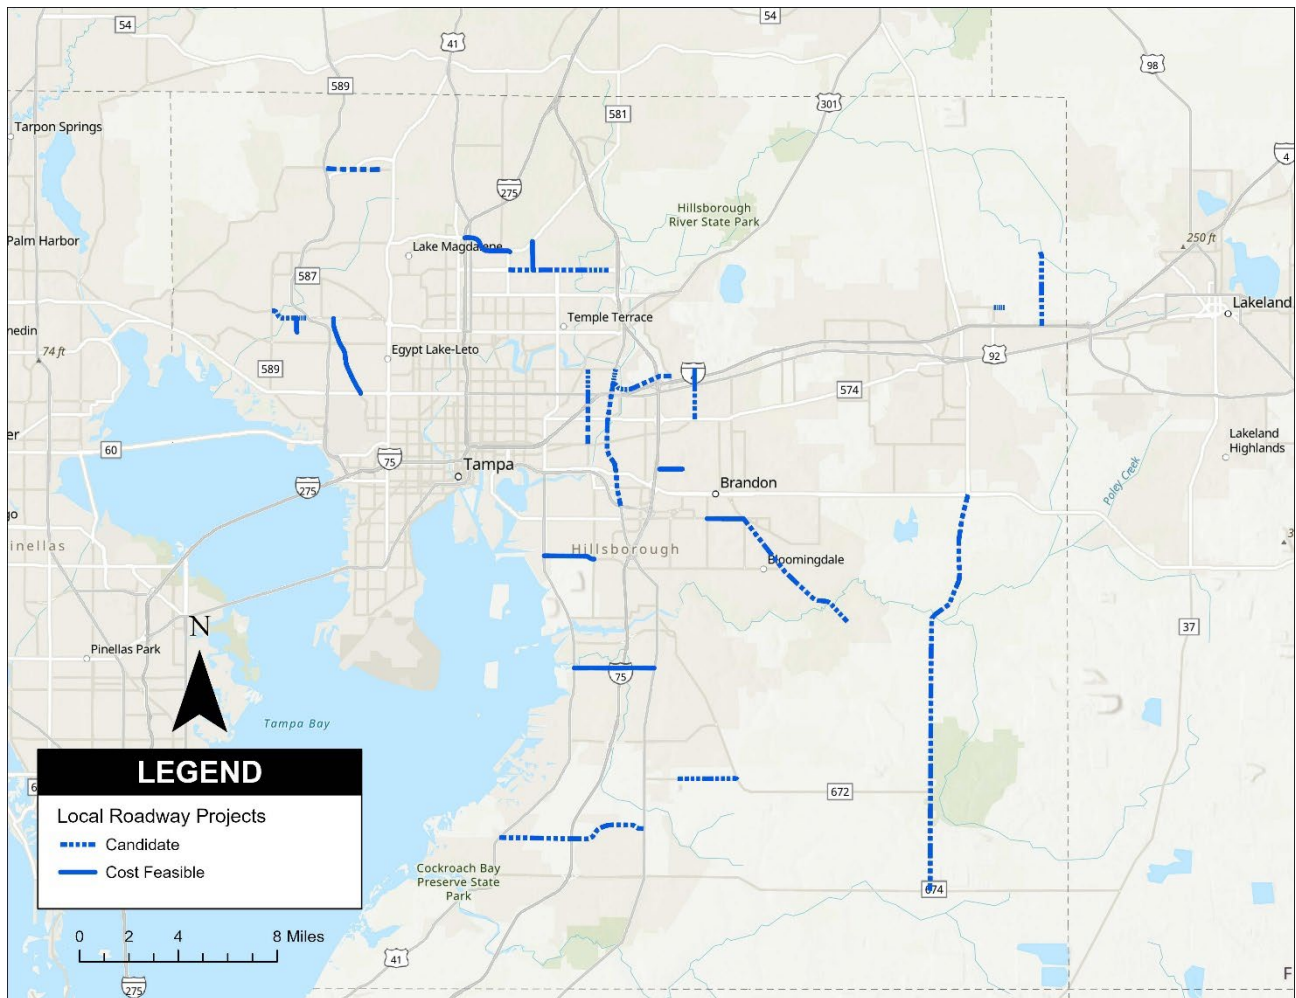 54
54
41
98
589
581
301
Tarpon Springs
4
275
Hillsborough
River State Park
Palm Harbor
Lake Magdalene
250 ft
587
Lakeland
Temple Terrace
nedin
74 ft
Egypt Lake-Leto
92
589
574
er
60
Lakeland
Highlands
75
Tampa
275
Brandon
Poley Creek
go
inellas
Hillsborough
Bloomingdale
N
37
Pinellas Park
75
Tampa Bay
LEGEND
Local Roadway Projects
Candidate
Cost Feasible
6
672
Cockroach Bay
Preserve State
Park
674
0 2 4 8 Miles
41
275
F